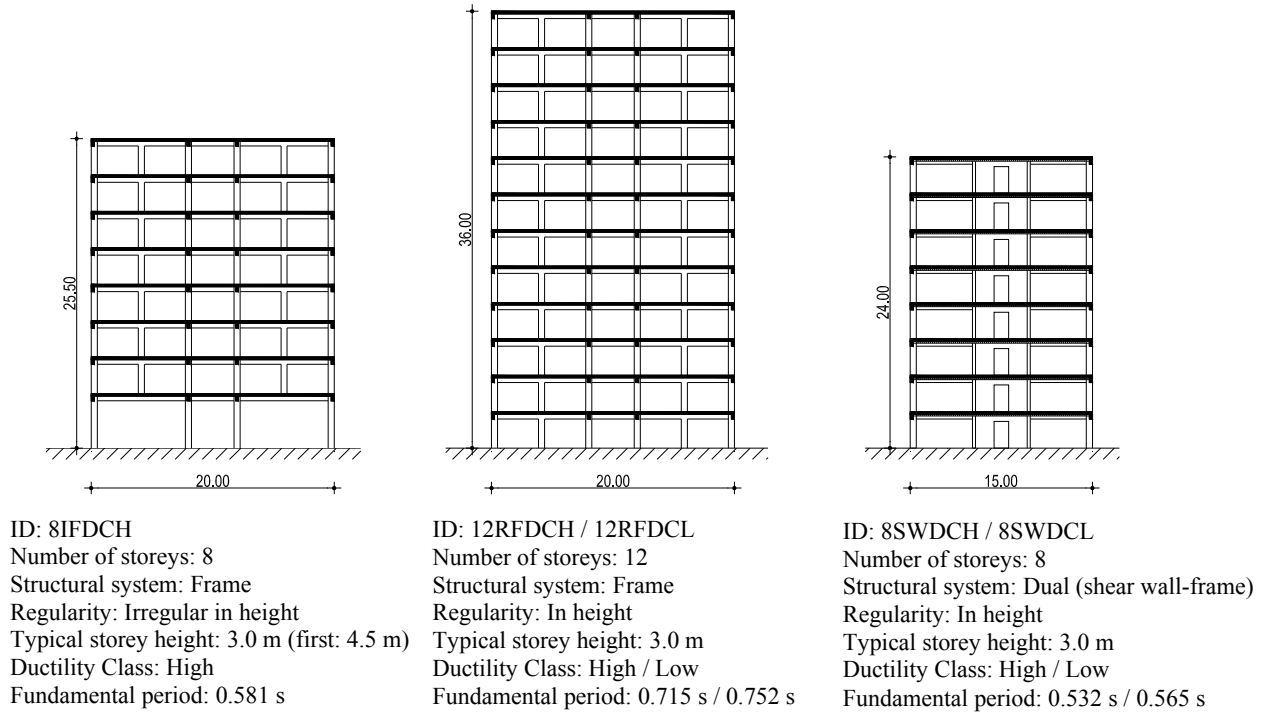 25.50
20.00
36.00
20.00
24.00
15.00
ID: 8IFDCH
Number of storeys: 8
Structural system: Frame
Regularity: Irregular in height
Typical storey height: 3.0 m (first: 4.5 m)
Ductility Class: High
Fundamental period: 0.581 s
ID: 12RFDCH / 12RFDCL
Number of storeys: 12
Structural system: Frame
Regularity: In height
Typical storey height: 3.0 m
Ductility Class: High / Low
Fundamental period: 0.715 s / 0.752 s
ID: 8SWDCH / 8SWDCL
Number of storeys: 8
Structural system: Dual (shear wall-frame)
Regularity: In height
Typical storey height: 3.0 m
Ductility Class: High / Low
Fundamental period: 0.532 s / 0.565 s